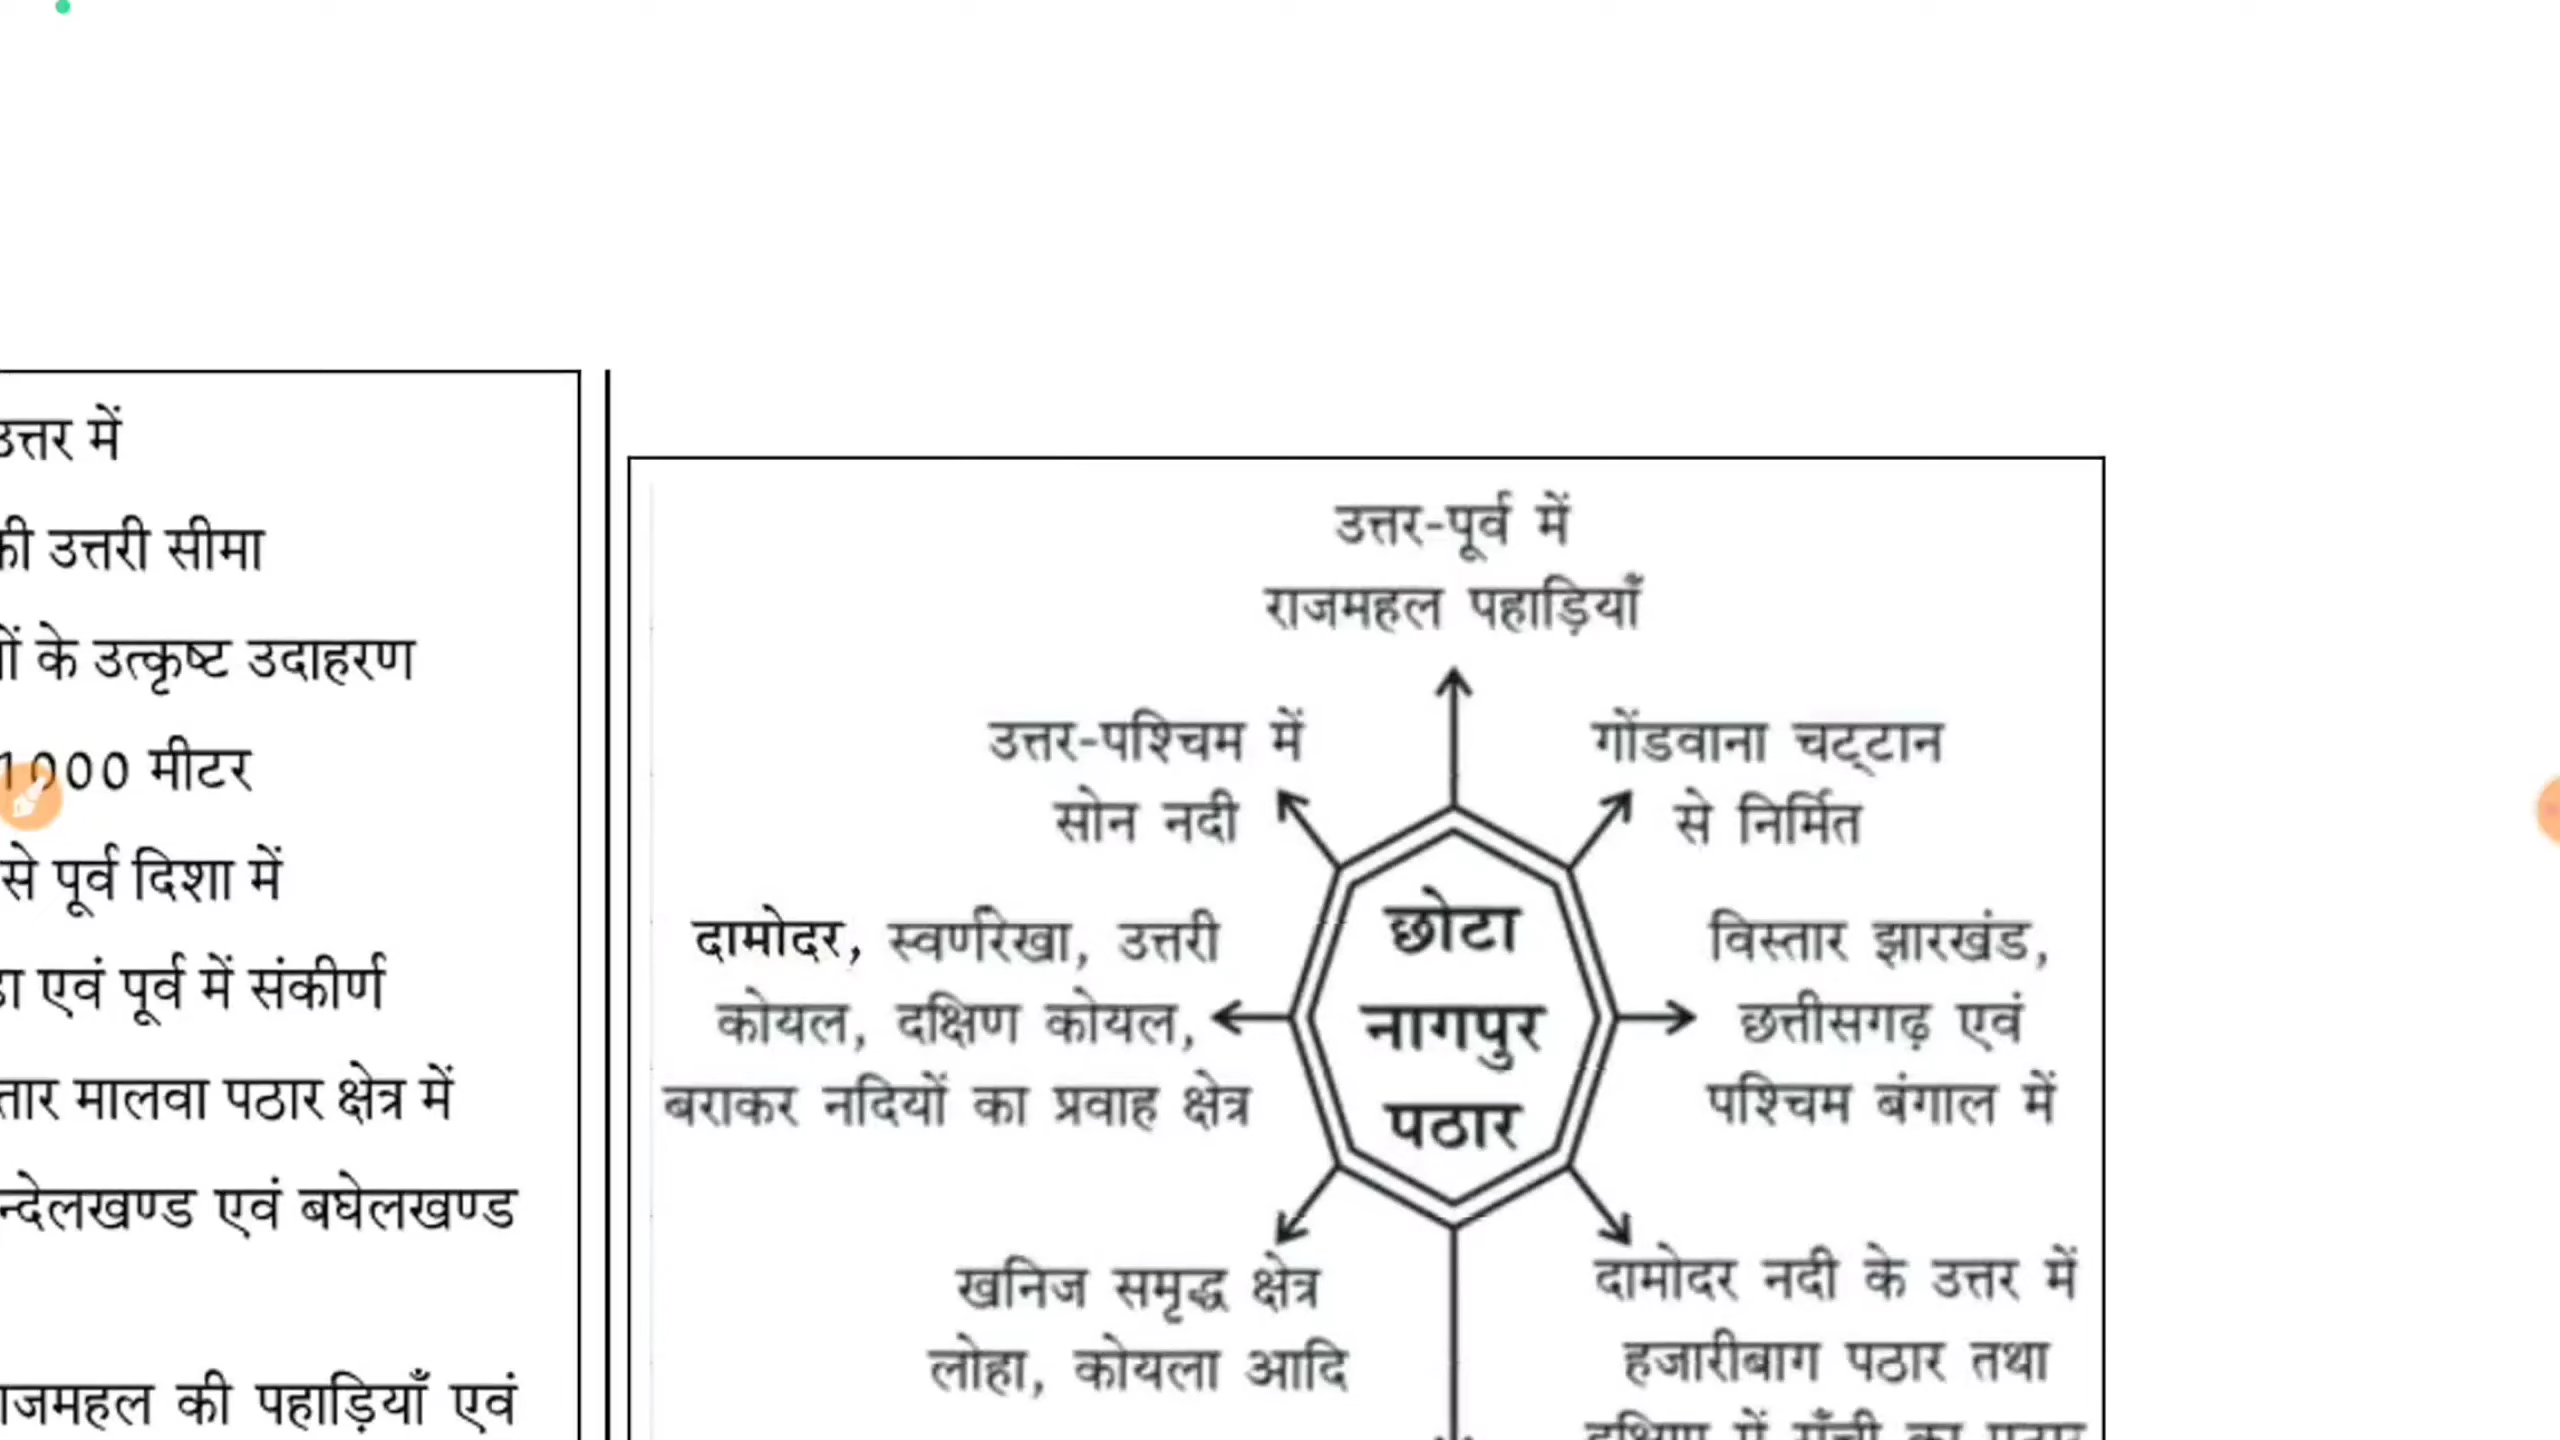 उत्तर में
की उत्तरी सीमा
के उत्कृष्ट उदाहरण
1000 मीटर
से पूर्व दिशा में
एवं पूर्व में संकीर्ण
मालवा पठार क्षेत्र में
एवं बघेलखण्ड
की पहाड़ियाँ एवं
उत्तर-पूर्व में
राजमहल पहाड़ियाँ
उत्तर-पश्चिम में
सोन नदी
गोंडवाना चट्टान
से निर्मित
दामोदर, स्वर्णरेखा, उत्तरी
कोयल, दक्षिण कोयल,
बराकर नदियों का प्रवाह क्षेत्र
छोटा
नागपुर
पठार
विस्तार झारखंड,
छत्तीसगढ़ एवं
पश्चिम बंगाल में
खनिज समृद्ध क्षेत्र
लोहा, कोयला आदि
दामोदर नदी के उत्तर में
हजारीबाग पठार तथा